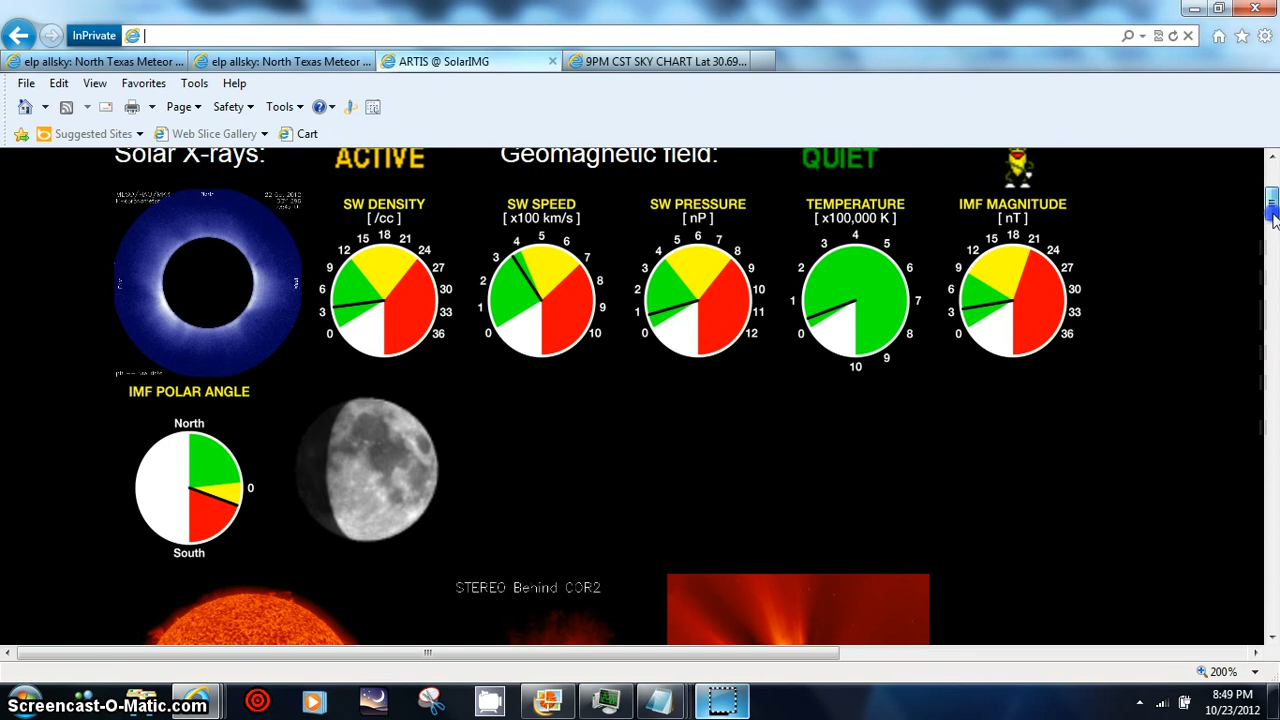 InPrivate
elp allsky: North Texas Meteor ...
elp allsky: North Texas Meteor ...
ARTIS @ SolarIMG
9PM CST SKY CHART Lat 30.69...
File Edit View Favorites Tools Help
Page Safety Tools
Suggested Sites Web Slice Gallery Cart
Solar X-rays: ACTIVE Geomagnetic field: QUIET
North
SW DENSITY
[ /cc ]
0 3 6 9 12 15 18 21 24 27 30 33 36
SW SPEED
[ x100 km/s ]
0 1 2 3 4 5 6 7 8 9 10
SW PRESSURE
[ nP ]
0 1 2 3 4 5 6 7 8 9 10 11 12
TEMPERATURE
[ x100,000 K ]
0 1 2 3 4 5 6 7 8 9 10
IMF MAGNITUDE
[ nT ]
0 3 6 9 12 15 18 21 24 27 30 33 36
IMF POLAR ANGLE
North
0
South
STEREO Behind COR2
200%
8:49 PM
10/23/2012
Screencast-O-Matic.com